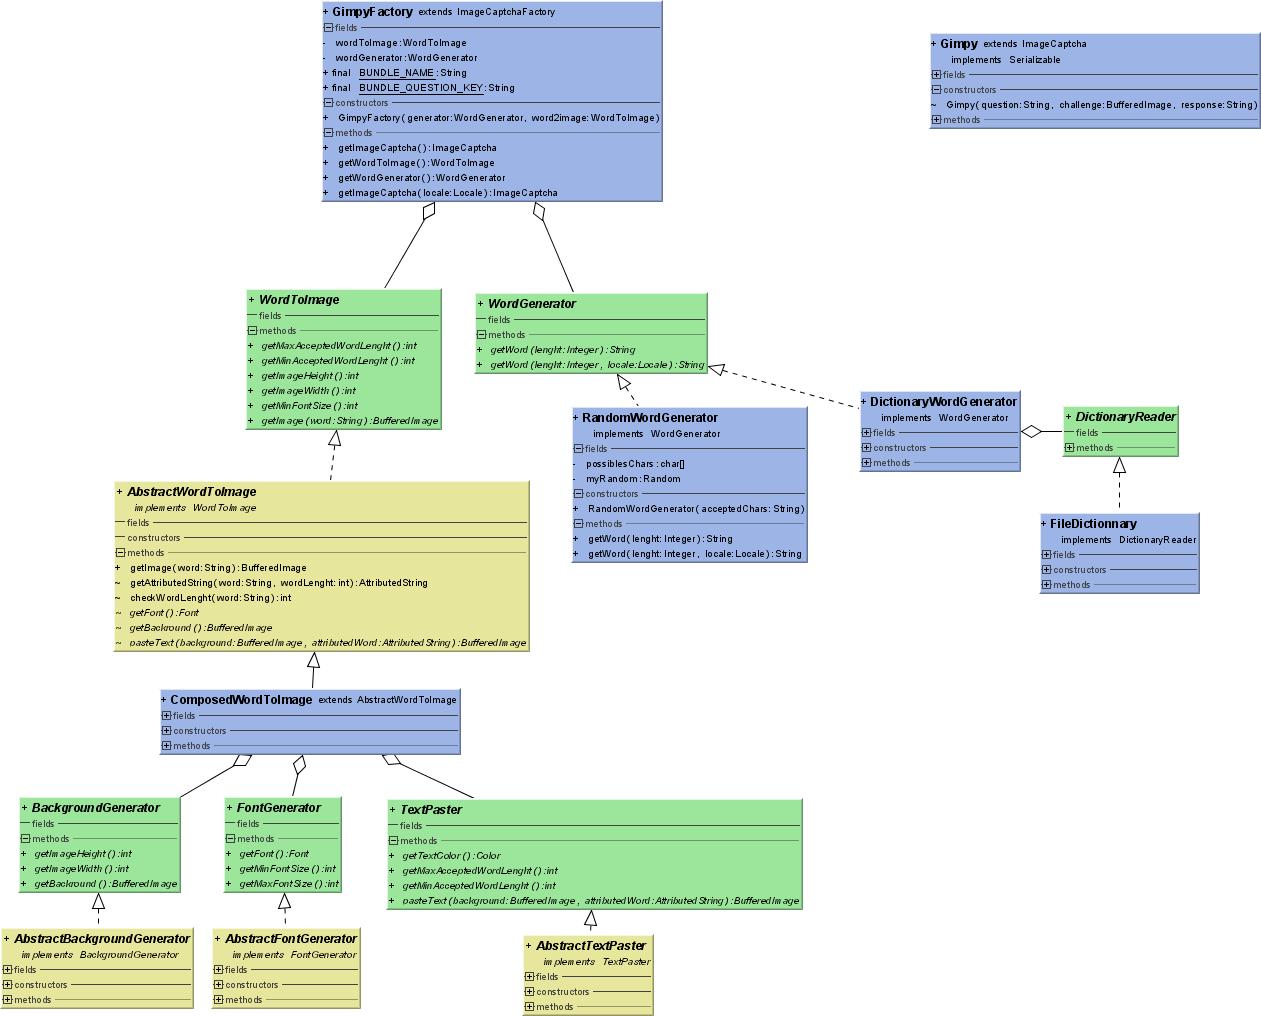 + GimpyFactory extends ImageCaptchaFactory
fields
- wordToImage:WordToImage
- wordGenerator:WordGenerator
+ final BUNDLE_NAME:String
+ final BUNDLE_QUESTION_KEY:String
constructors
+ GimpyFactory(generator:WordGenerator, word2image:WordToImage)
methods
+ getImageCaptcha():ImageCaptcha
+ getWordToImage():WordToImage
+ getWordGenerator():WordGenerator
+ getImageCaptcha(locale:Locale):ImageCaptcha
+ Gimpy extends ImageCaptcha
implements Serializable
fields
constructors
~ Gimpy(question:String, challenge:BufferedImage, response:String)
methods
+ WordToImage
fields
methods
+ getMaxAcceptedWordLenght():int
+ getMinAcceptedWordLenght():int
+ getImageHeight():int
+ getImageWidth():int
+ getMinFontSize():int
+ getImage(word:String):BufferedImage
+ WordGenerator
fields
methods
+ getWord(lenght:Integer):String
+ getWord(lenght:Integer, locale:Locale):String
+ RandomWordGenerator
implements WordGenerator
fields
- possiblesChars:char[]
- myRandom:Random
constructors
+ RandomWordGenerator(acceptedChars:String)
methods
+ getWord(lenght:Integer):String
+ getWord(lenght:Integer, locale:Locale):String
+ DictionaryWordGenerator
implements WordGenerator
fields
constructors
methods
+ DictionaryReader
fields
methods
+ FileDictionnary
implements DictionaryReader
fields
constructors
methods
+ AbstractWordToImage
implements WordToImage
fields
constructors
methods
+ getImage(word:String):BufferedImage
~ getAttributedString(word:String, wordLenght:int):AttributedString
~ checkWordLenght(word:String):int
~ getFont():Font
~ getBackround():BufferedImage
~ pasteText(background:BufferedImage, attributedWord:AttributedString):BufferedImage
+ ComposedWordToImage extends AbstractWordToImage
fields
constructors
methods
+ BackgroundGenerator
fields
methods
+ getImageHeight():int
+ getImageWidth():int
+ getBackround():BufferedImage
+ FontGenerator
fields
methods
+ getFont():Font
+ getMinFontSize():int
+ getMaxFontSize():int
+ TextPaster
fields
methods
+ getTextColor():Color
+ getMaxAcceptedWordLenght():int
+ getMinAcceptedWordLenght():int
+ pasteText(background:BufferedImage, attributedWord:AttributedString):BufferedImage
+ AbstractBackgroundGenerator
implements BackgroundGenerator
fields
constructors
methods
+ AbstractFontGenerator
implements FontGenerator
fields
constructors
methods
+ AbstractTextPaster
implements TextPaster
fields
constructors
methods